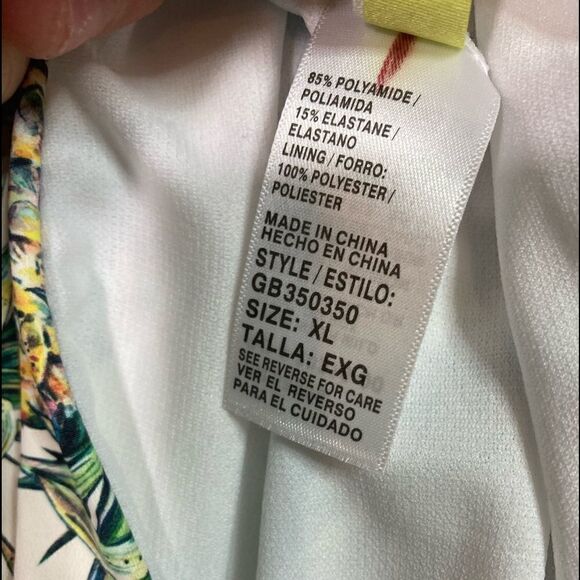 85% POLYAMIDE /
POLIAMIDA
15% ELASTANE /
ELASTANO
LINING / FORRO:
100% POLYESTER /
POLIESTER
MADE IN CHINA
HECHO EN CHINA
STYLE / ESTILO:
GB350350
SIZE: XL
TALLA: EXG
SEE REVERSE FOR CARE
VER EL REVERSO
PARA EL CUIDADO